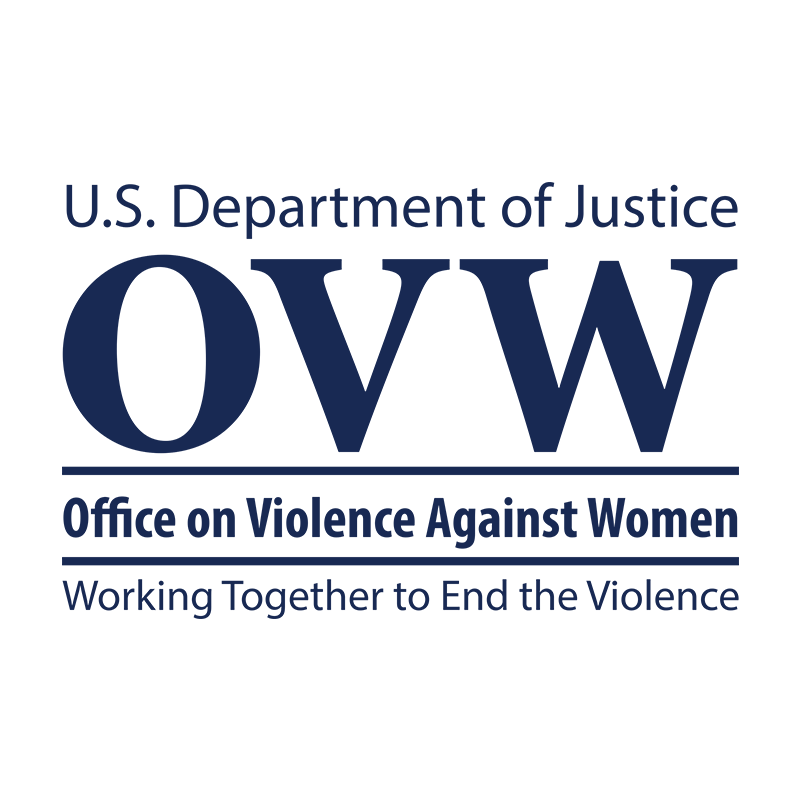 U.S. Department of Justice
OVW
Office on Violence Against Women
Working Together to End the Violence